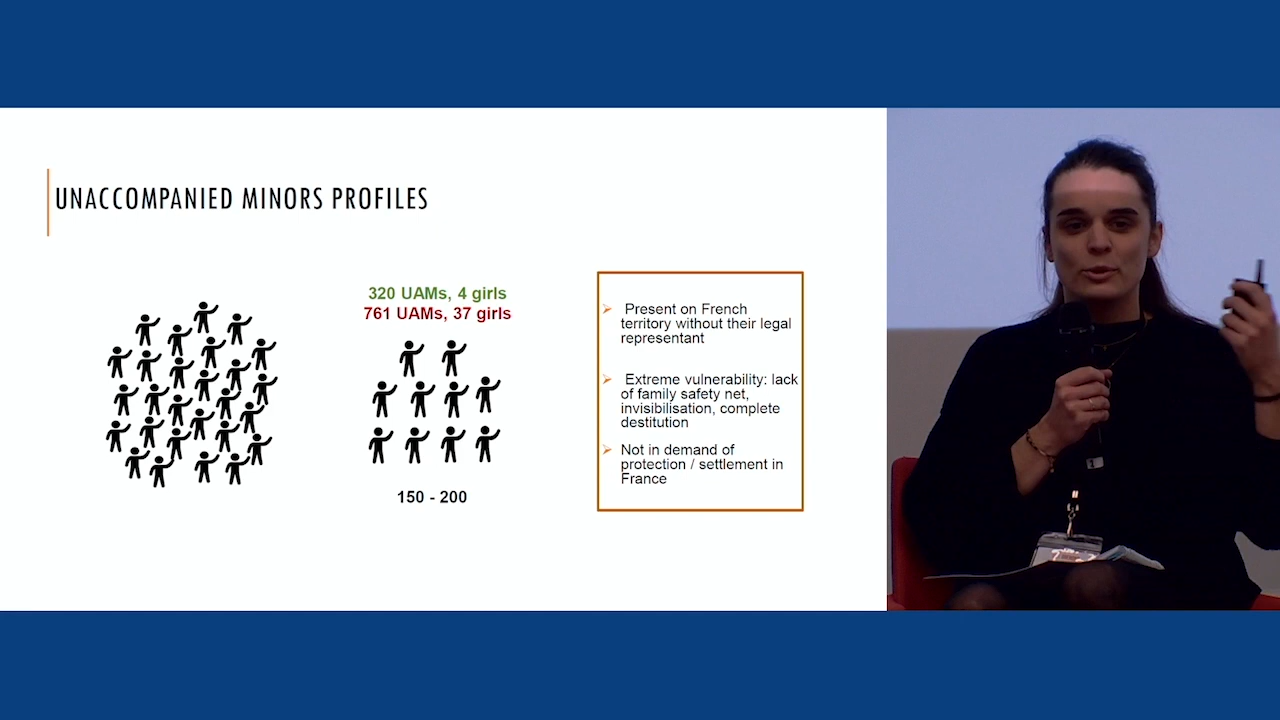 UNACCOMPANIED MINORS PROFILES
320 UAMs, 4 girls
761 UAMs, 37 girls
150 - 200
Present on French
territory without their legal
representant
Extreme vulnerability: lack
of family safety net,
invisibilisation, complete
destitution
Not in demand of
protection / settlement in
France